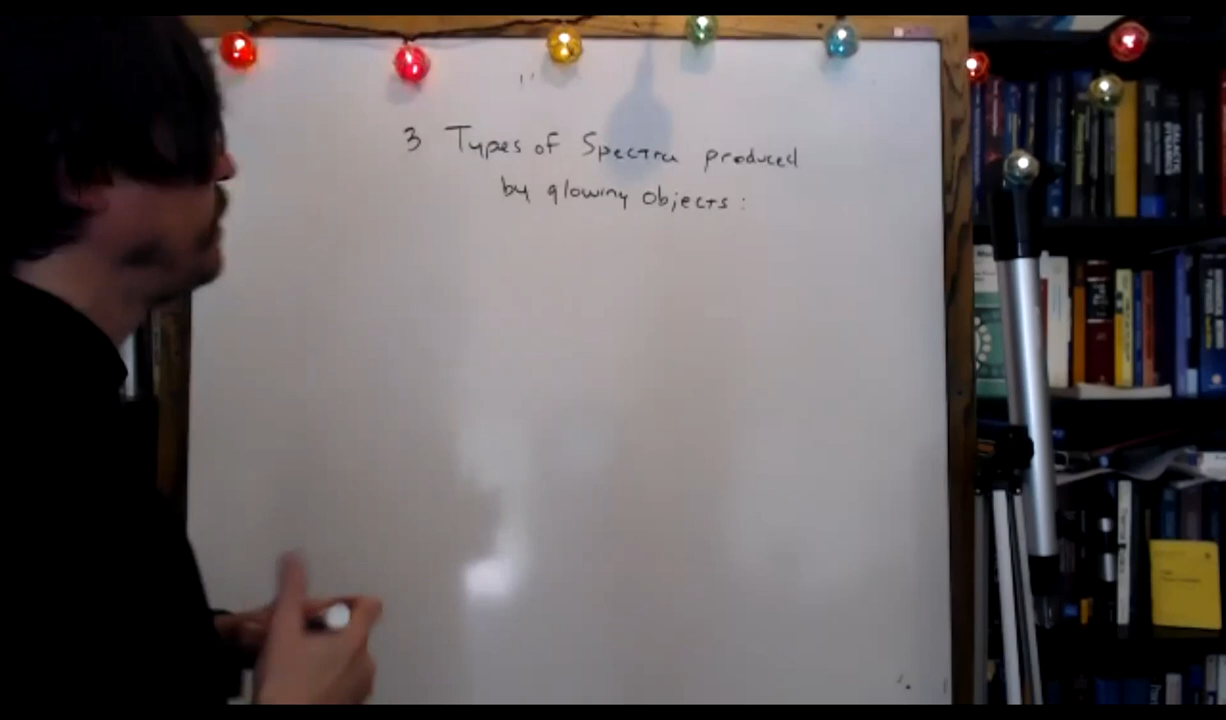 3 Types of Spectra produced
by glowing objects :